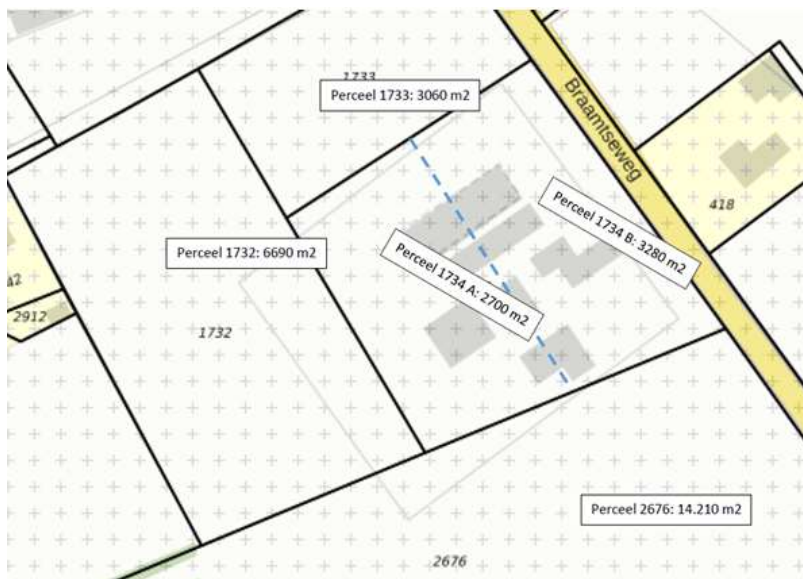 1733
Perceel 1733: 3060 m2
Braamtseweg
418
Perceel 1734 B: 3280 m2
Perceel 1732: 6690 m2
Perceel 1734 A: 2700 m2
42
2912
1732
Perceel 2676: 14.210 m2
2676